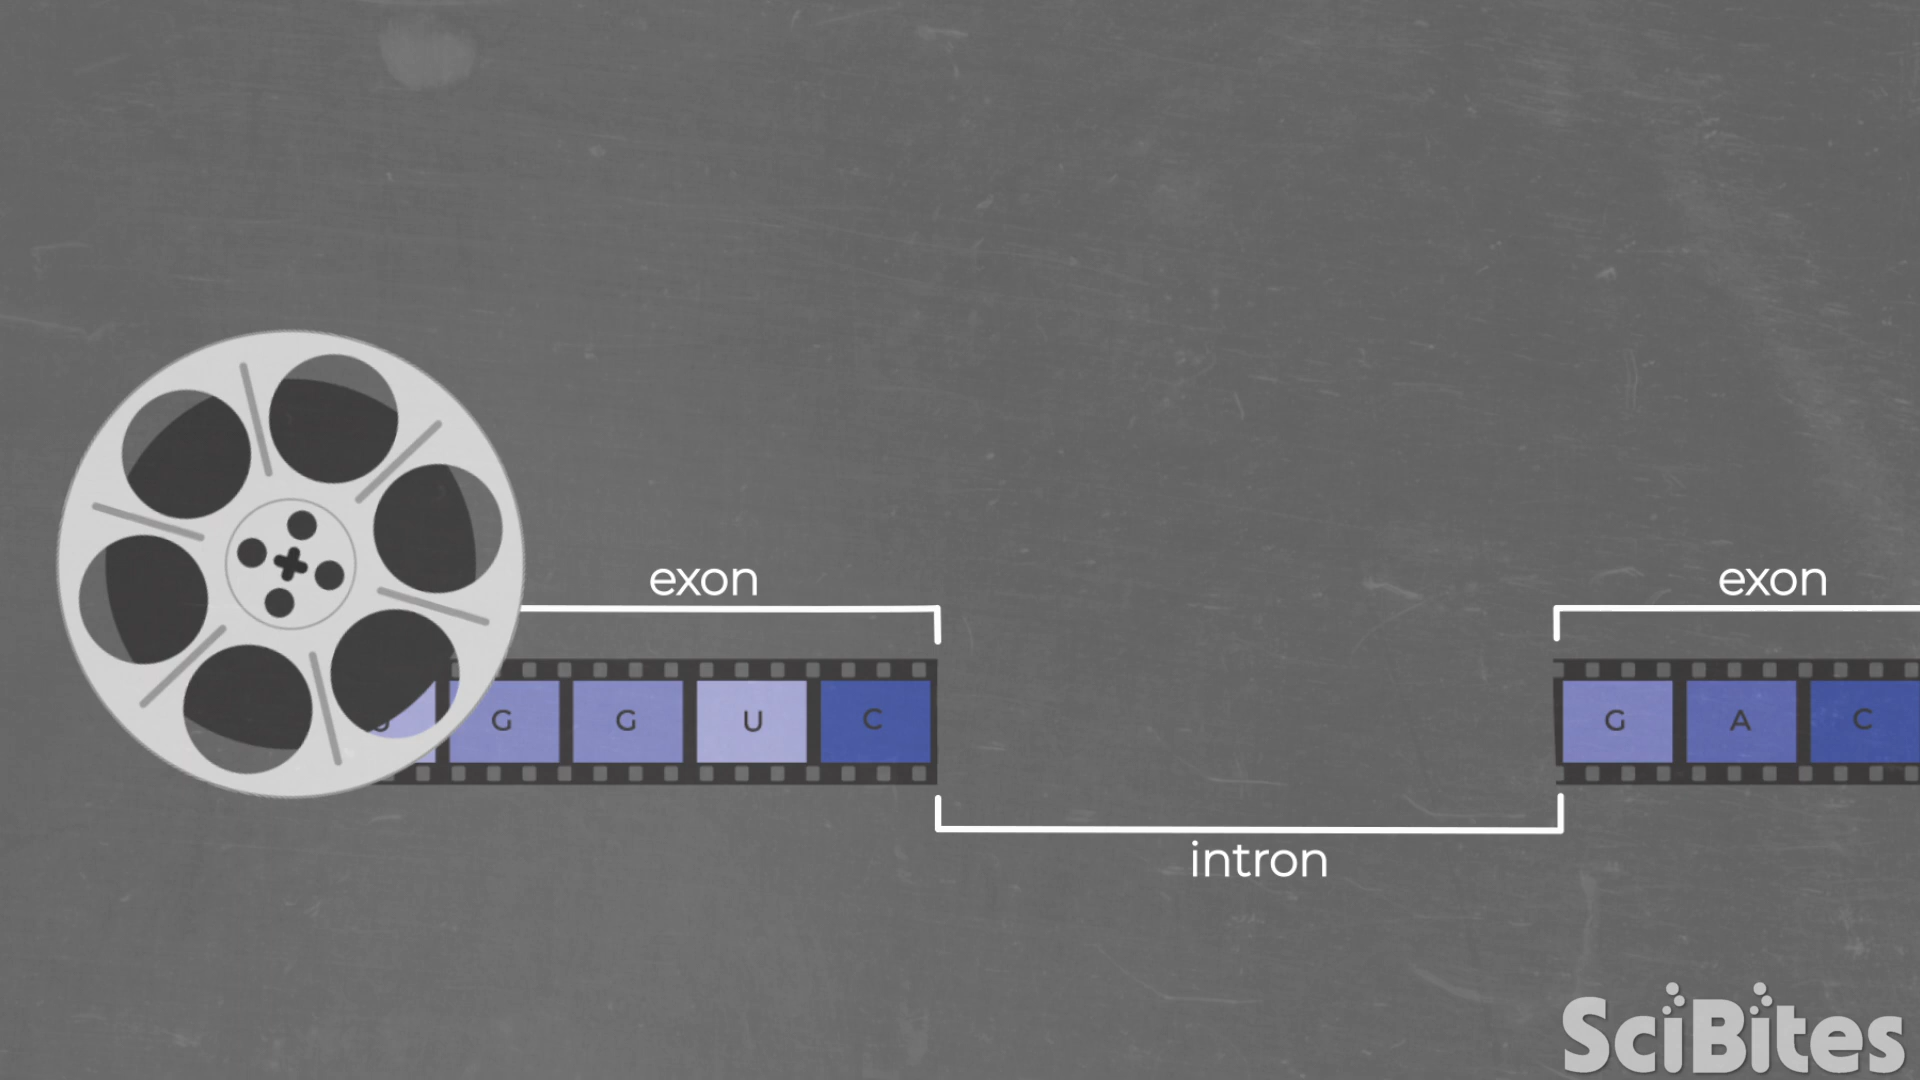 exon
exon
G G U C
G A C
intron
SciBites